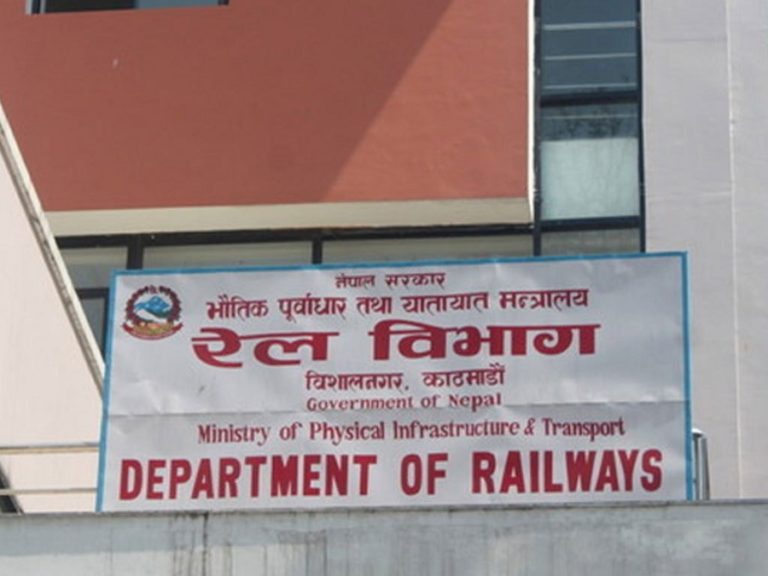 नेपाल सरकार
भौतिक पूर्वाधार तथा यातायात मन्त्रालय
रेल विभाग
विशालनगर, काठमाडौं
Government of Nepal
Ministry of Physical Infrastructure & Transport
DEPARTMENT OF RAILWAYS